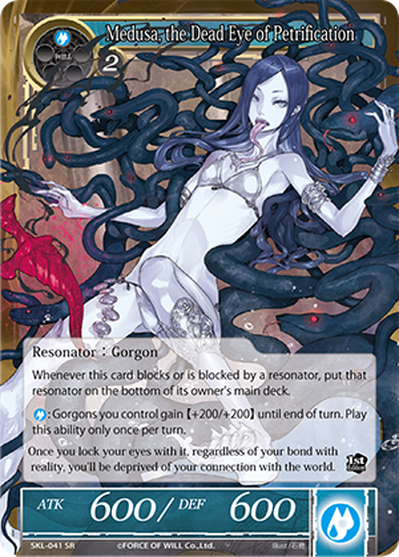 Medusa, the Dead Eye of Petrification
2
Resonator : Gorgon
Whenever this card blocks or is blocked by a resonator, put that
resonator on the bottom of its owner's main deck.
: Gorgons you control gain【+200/+200】until end of turn. Play
this ability only once per turn.
Once you lock your eyes with it, regardless of your bond with
reality, you'll be deprived of your connection with the world.
1st
Edition
ATK 600 / DEF 600
SKL-041 SR ©FORCE OF WILL Co.,Ltd. Illust/